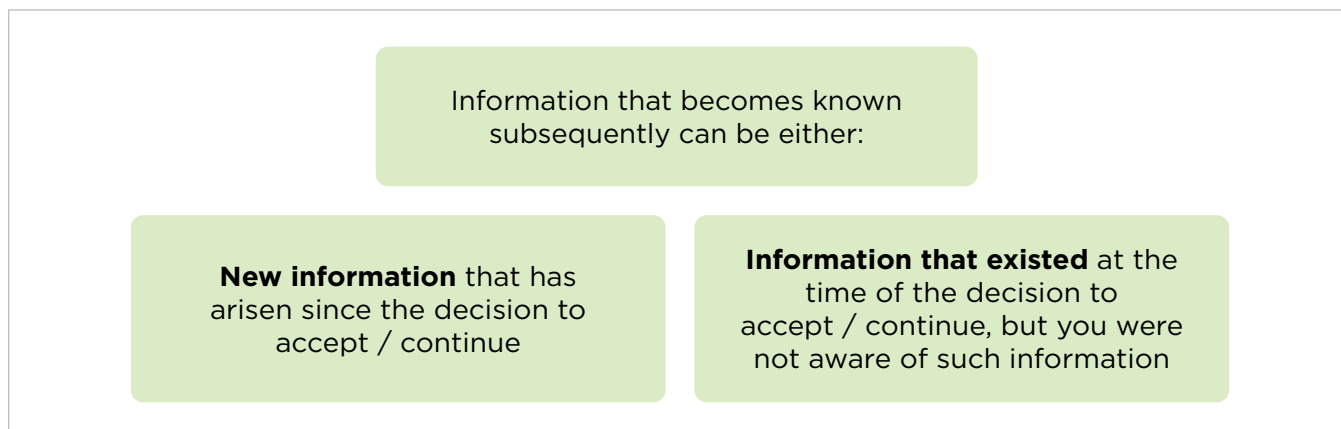 Information that becomes known
subsequently can be either:
New information that has
arisen since the decision to
accept / continue
Information that existed at the
time of the decision to
accept / continue, but you were
not aware of such information